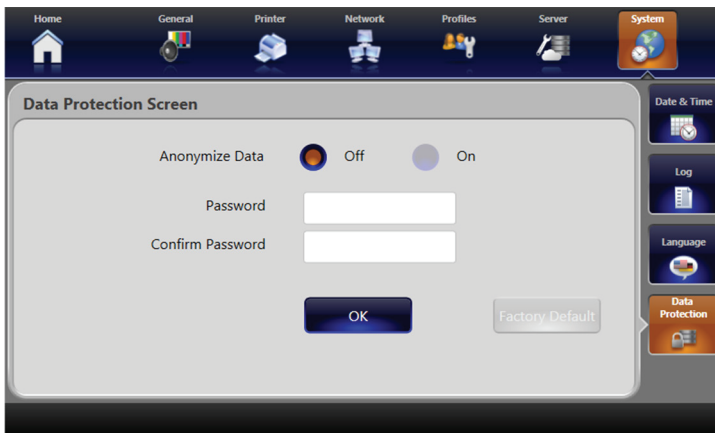 Home General Printer Network Profiles Server System
Data Protection Screen
Date & Time
Anonymize Data Off On
Log
Password
Confirm Password
Language
OK Factory Default
Data
Protection